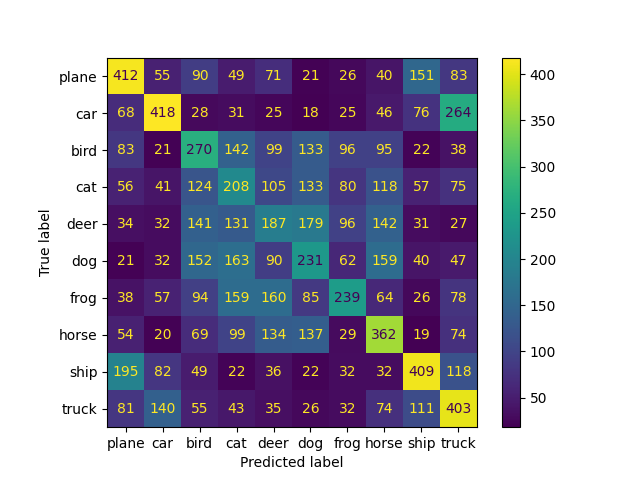 plane 412 55 90 49 71 21 26 40 151 83
car 68 418 28 31 25 18 25 46 76 264
bird 83 21 270 142 99 133 96 95 22 38
cat 56 41 124 208 105 133 80 118 57 75
deer 34 32 141 131 187 179 96 142 31 27
dog 21 32 152 163 90 231 62 159 40 47
frog 38 57 94 159 160 85 239 64 26 78
horse 54 20 69 99 134 137 29 362 19 74
ship 195 82 49 22 36 22 32 32 409 118
truck 81 140 55 43 35 26 32 74 111 403
plane car bird cat deer dog frog horse ship truck
Predicted label
True label
400
350
300
250
200
150
100
50